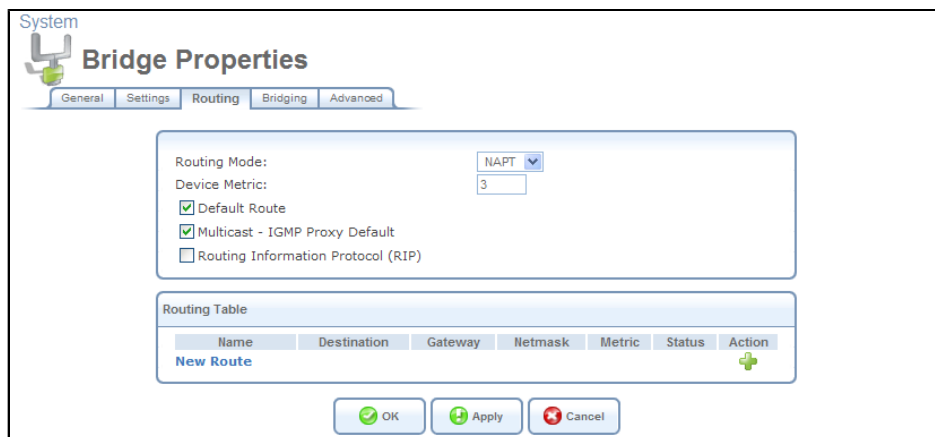 System
Bridge Properties
General Settings Routing Bridging Advanced
Routing Mode: NAPT
Device Metric: 3
Default Route
Multicast - IGMP Proxy Default
Routing Information Protocol (RIP)
Routing Table
Name Destination Gateway Netmask Metric Status Action
New Route
OK Apply Cancel